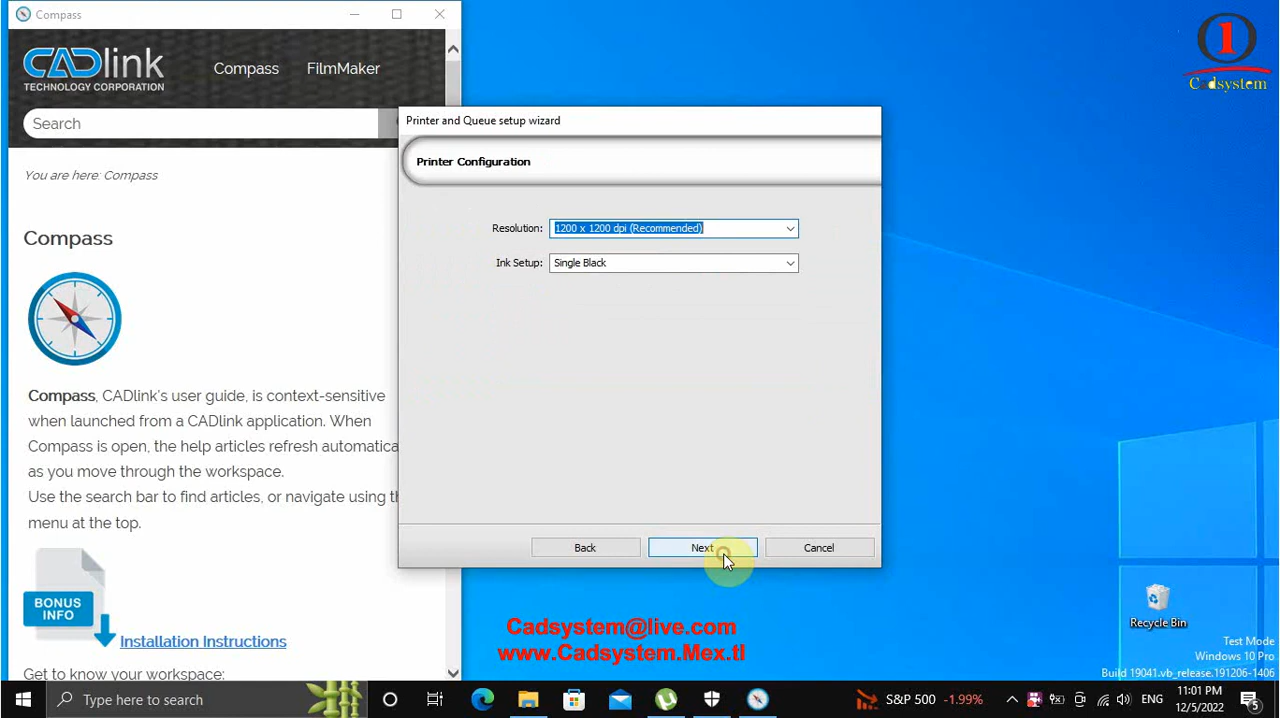 Compass
CADlink
TECHNOLOGY CORPORATION
Compass
FilmMaker
Search
You are here: Compass
Compass
Compass, CADlink's user guide, is context-sensitive
when launched from a CADlink application. When
Compass is open, the help articles refresh automatica
as you move through the workspace.
Use the search bar to find articles, or navigate using th
menu at the top.
BONUS
INFO
Installation Instructions
Get to know your workspace:
Printer and Queue setup wizard
Printer Configuration
Resolution:
1200 x 1200 dpi (Recommended)
Ink Setup:
Single Black
Back
Next
Cancel
1
Cadsystem
Cadsystem@live.com
www.Cadsystem.Mex.tl
Recycle Bin
Test Mode
Windows 10 Pro
Build 19041.vb_release.191206-1406
Type here to search
S&P 500
-1.99%
ENG
11:01 PM
12/5/2022
5